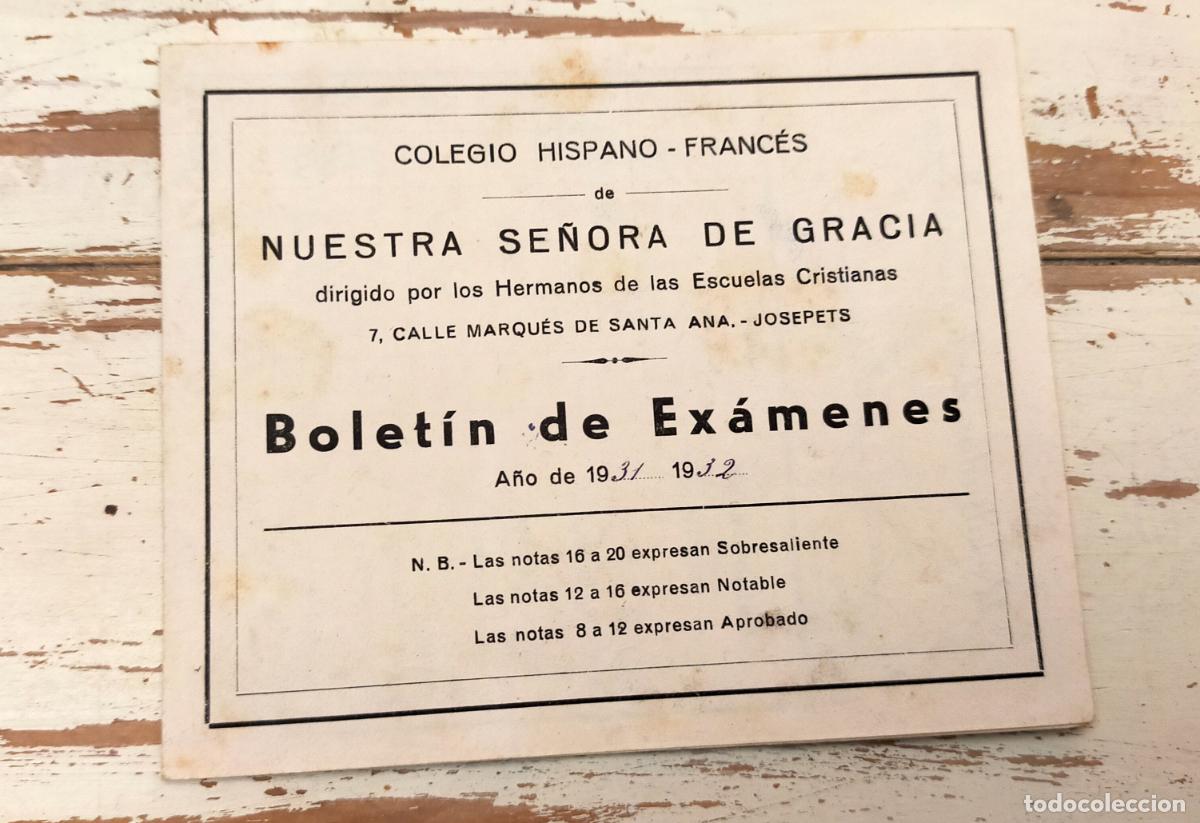 COLEGIO HISPANO - FRANCÉS
de
NUESTRA SEÑORA DE GRACIA
dirigido por los Hermanos de las Escuelas Cristianas
7, CALLE MARQUÉS DE SANTA ANA. - JOSEPETS
Boletín de Exámenes
Año de 1931 1932
N. B. - Las notas 16 a 20 expresan Sobresaliente
Las notas 12 a 16 expresan Notable
Las notas 8 a 12 expresan Aprobado
todocoleccion